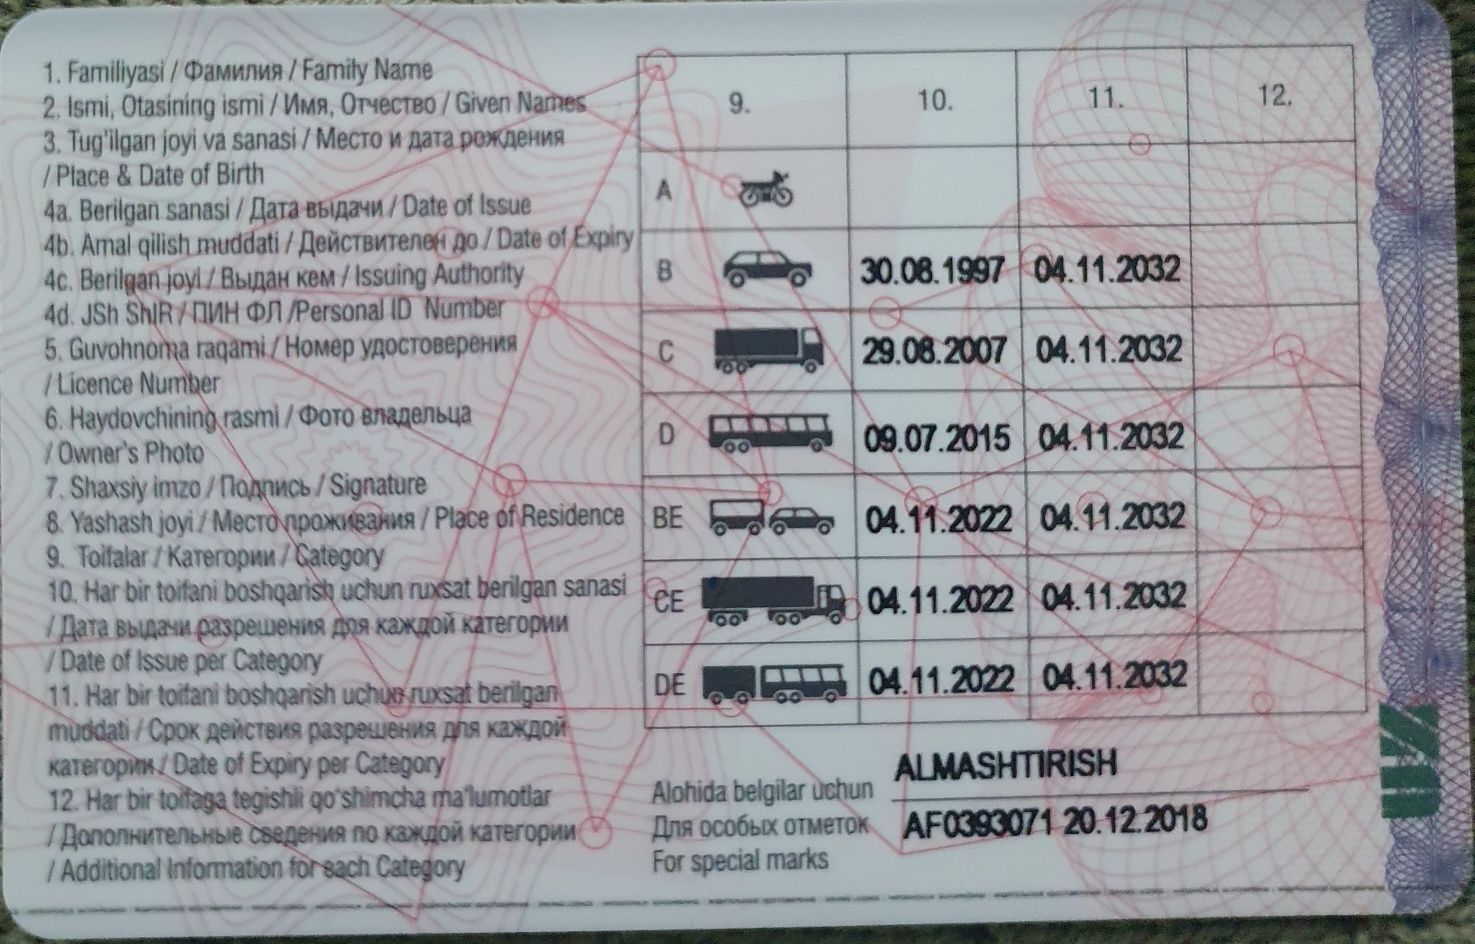 1. Familiyasi / Фамилия / Family Name
2. Ismi, Otasining ismi / Имя, Отчество / Given Names
3. Tug'ilgan joyi va sanasi / Место и дата рождения
/ Place & Date of Birth
4a. Berilgan sanasi / Дата выдачи / Date of Issue
4b. Amal qilish muddati / Действителен до / Date of Expiry
4c. Berilgan joyi / Выдан кем / Issuing Authority
4d. JSh ShIR / ПИН ФЛ /Personal ID Number
5. Guvohnoma raqami / Номер удостоверения
/ Licence Number
6. Haydovchining rasmi / Фото владельца
/ Owner's Photo
7. Shaxsiy imzo / Подпись / Signature
8. Yashash joyi / Место проживания / Place of Residence
9. Toifalar / Категории / Category
10. Har bir toifani boshqarish uchun ruxsat berilgan sanasi
/ Дата выдачи разрешения для каждой категории
/ Date of Issue per Category
11. Har bir toifani boshqarish uchun ruxsat berilgan
muddati / Срок действия разрешения для каждой
категории / Date of Expiry per Category
12. Har bir toifaga tegishli qo'shimcha ma'lumotlar
/ Дополнительные сведения по каждой категории
/ Additional Information for each Category
9. 10. 11. 12.
A
B 30.08.1997 04.11.2032
C 29.08.2007 04.11.2032
D 09.07.2015 04.11.2032
BE 04.11.2022 04.11.2032
CE 04.11.2022 04.11.2032
DE 04.11.2022 04.11.2032
Alohida belgilar uchun
Для особых отметок
For special marks
ALMASHTIRISH
AF0393071 20.12.2018
UZ